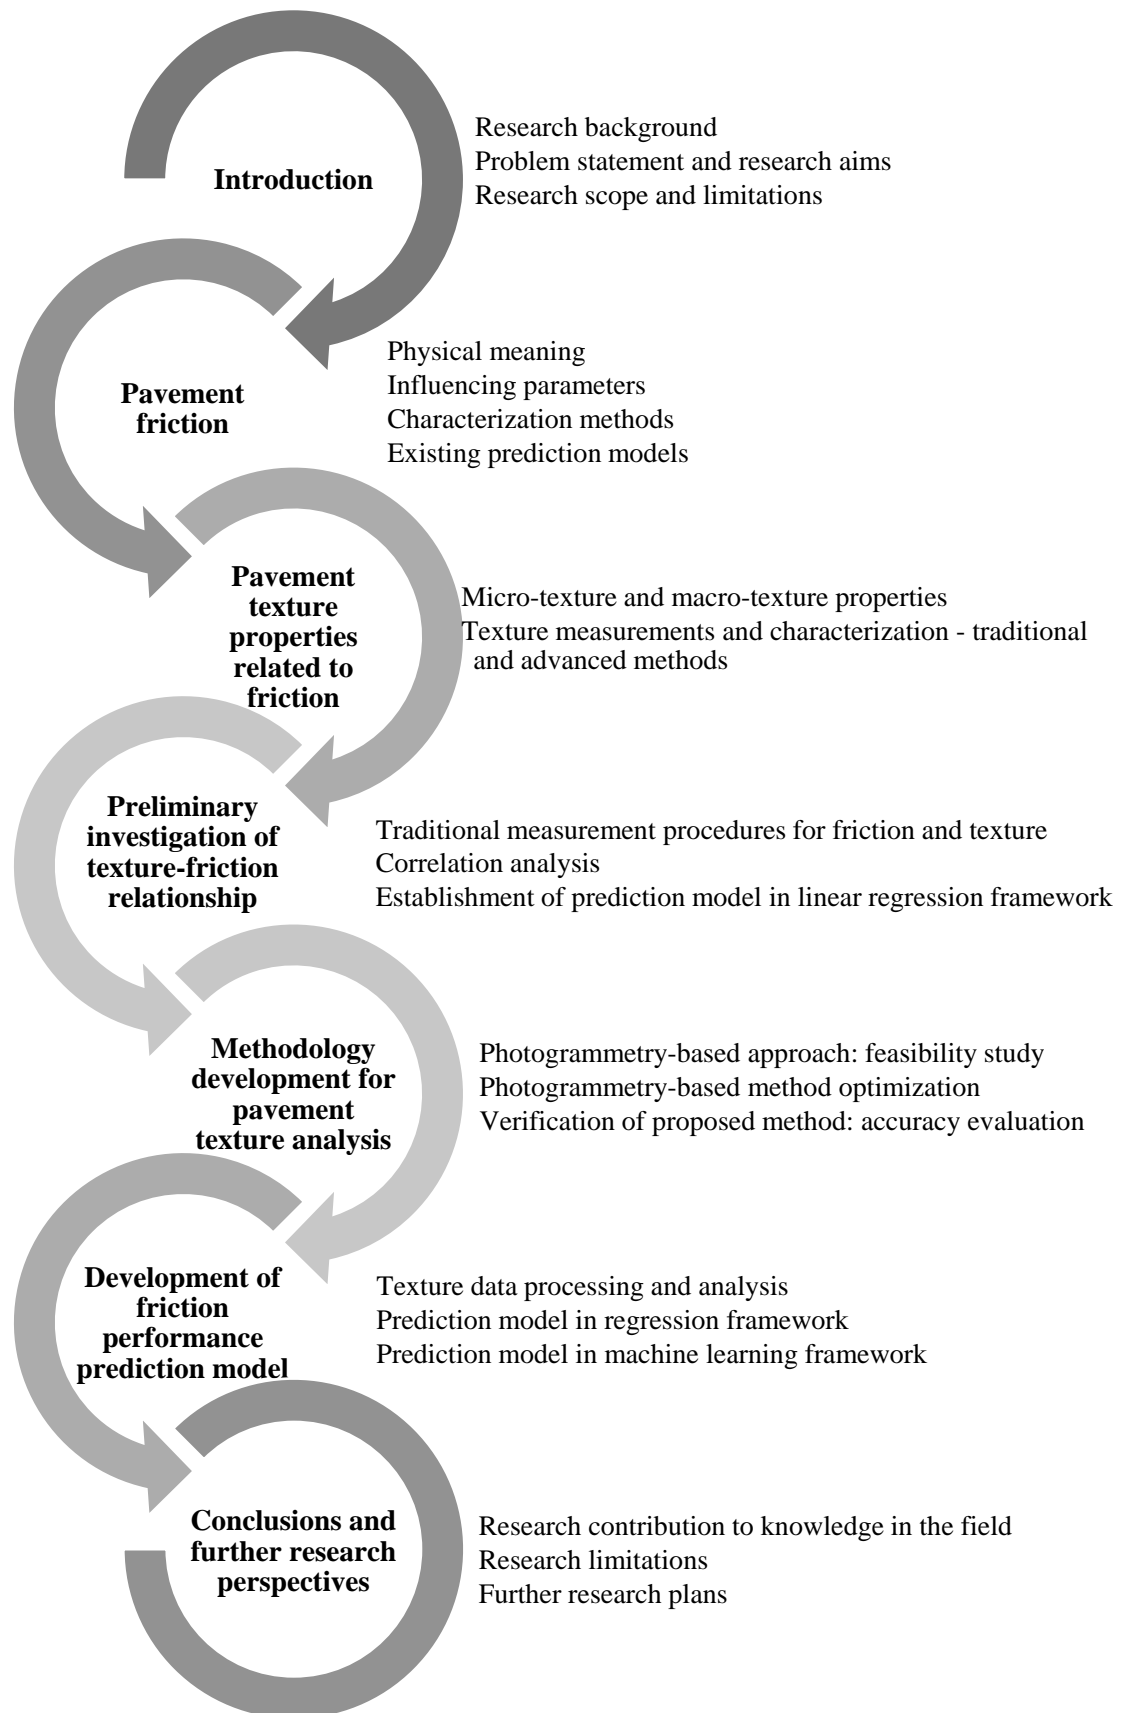 Introduction
Research background
Problem statement and research aims
Research scope and limitations
Pavement
friction
Physical meaning
Influencing parameters
Characterization methods
Existing prediction models
Pavement
texture
properties
related to
friction
Micro-texture and macro-texture properties
Texture measurements and characterization - traditional
and advanced methods
Preliminary
investigation of
texture-friction
relationship
Traditional measurement procedures for friction and texture
Correlation analysis
Establishment of prediction model in linear regression framework
Methodology
development for
pavement
texture analysis
Photogrammetry-based approach: feasibility study
Photogrammetry-based method optimization
Verification of proposed method: accuracy evaluation
Development of
friction
performance
prediction model
Texture data processing and analysis
Prediction model in regression framework
Prediction model in machine learning framework
Conclusions and
further research
perspectives
Research contribution to knowledge in the field
Research limitations
Further research plans